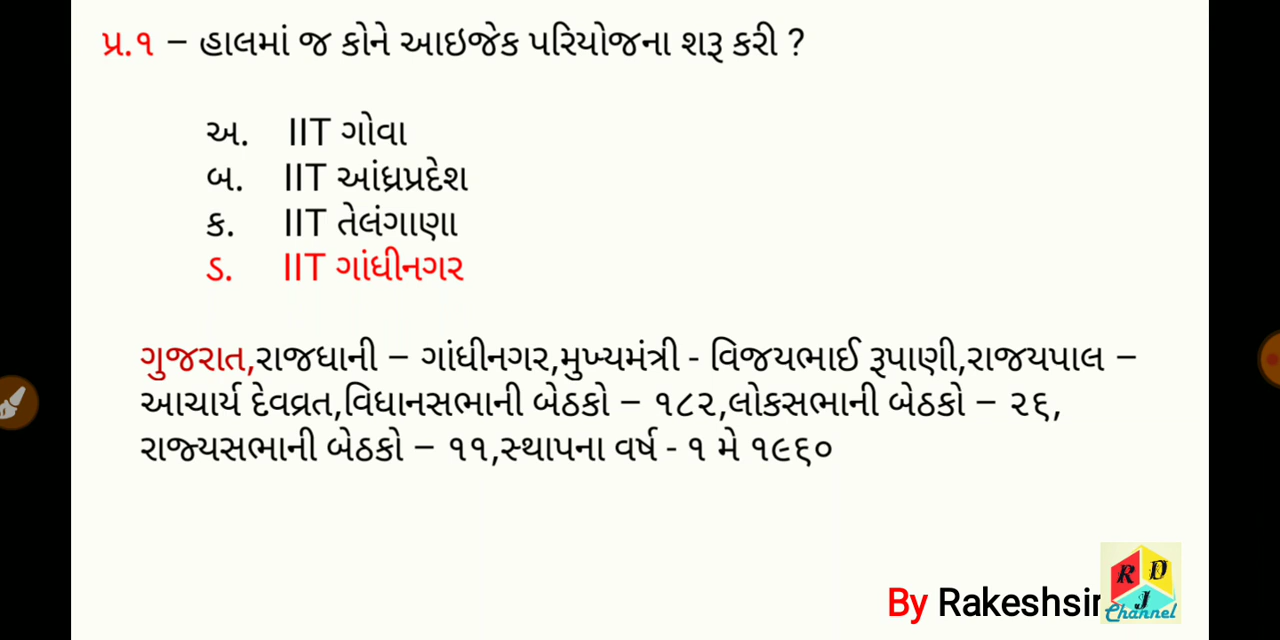 પ્ર.૧ – હાલમાં જ કોને આઇજેક પરિયોજના શરૂ કરી ?
અ. IIT ગોવા
બ. IIT આંધ્રપ્રદેશ
ક. IIT તેલંગાણા
ડ. IIT ગાંધીનગર
ગુજરાત,રાજધાની – ગાંધીનગર,મુખ્યમંત્રી - વિજયભાઈ રૂપાણી,રાજયપાલ –
આચાર્ય દેવવ્રત,વિધાનસભાની બેઠકો – ૧૮૨,લોકસભાની બેઠકો – ૨૬,
રાજ્યસભાની બેઠકો – ૧૧,સ્થાપના વર્ષ - ૧ મે ૧૯૬૦
By Rakeshsir
R D
J
Channel